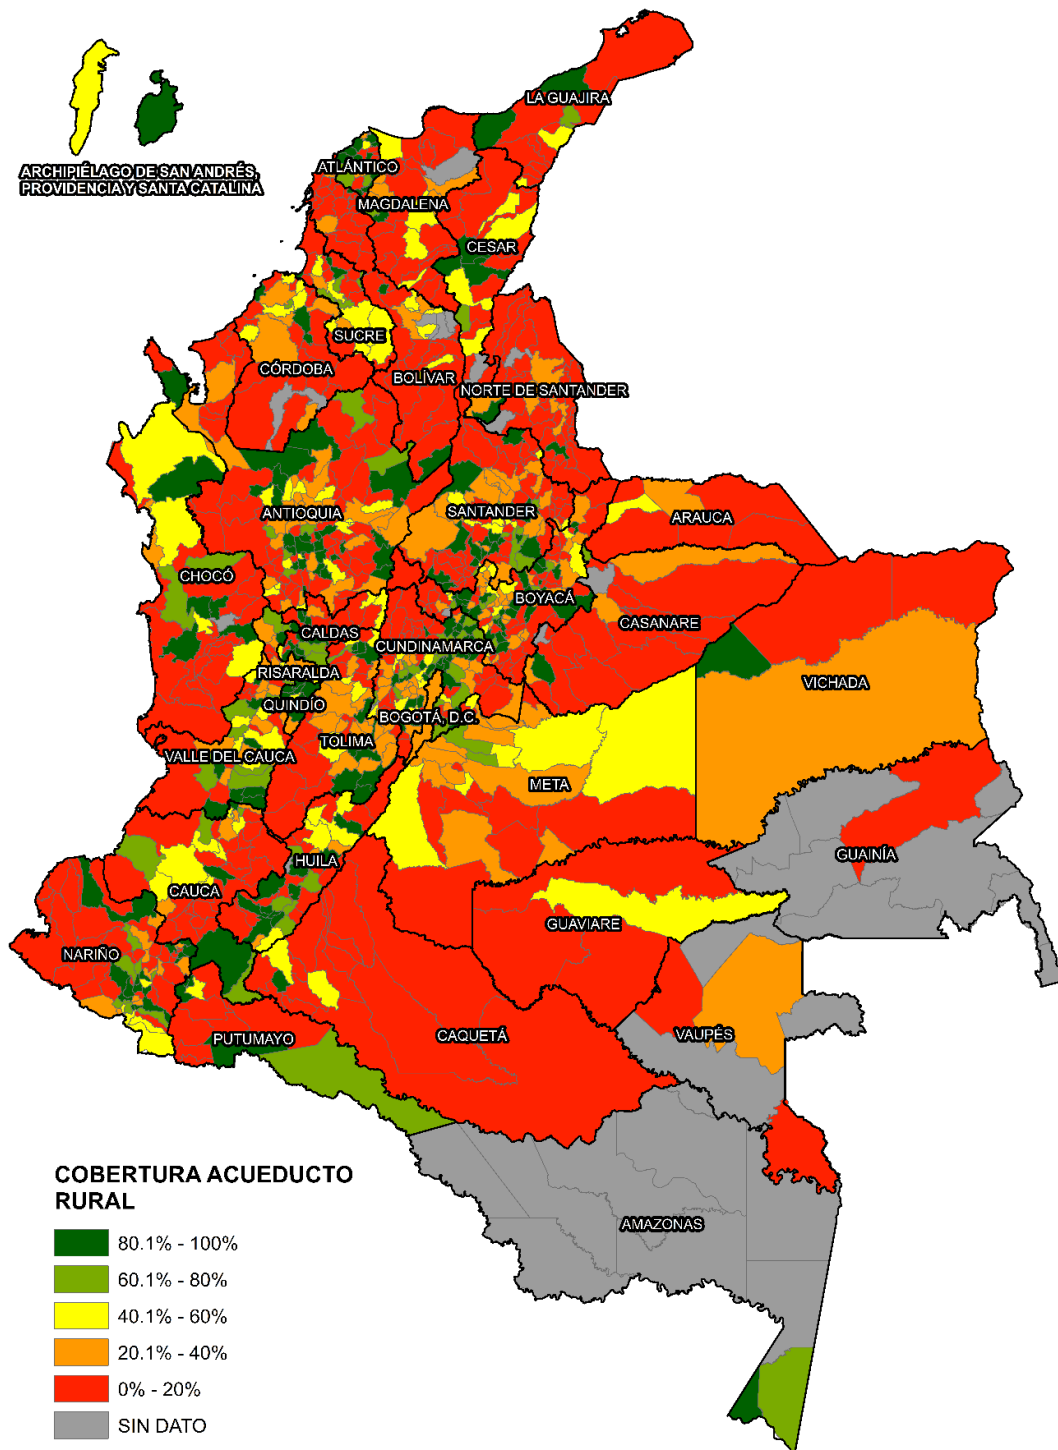 LA GUAJIRA
ARCHIPIÉLAGO DE SAN ANDRÉS,
PROVIDENCIA Y SANTA CATALINA
ATLÁNTICO
MAGDALENA
CESAR
SUCRE
CÓRDOBA
BOLÍVAR
NORTE DE SANTANDER
ANTIOQUIA
SANTANDER
ARAUCA
CHOCÓ
BOYACÁ
CASANARE
CALDAS
CUNDINAMARCA
RISARALDA
VICHADA
QUINDÍO
BOGOTÁ, D.C.
TOLIMA
VALLE DEL CAUCA
META
GUAINÍA
HUILA
CAUCA
GUAVIARE
NARIÑO
PUTUMAYO
CAQUETÁ
VAUPÉS
AMAZONAS
COBERTURA ACUEDUCTO
RURAL
80.1% - 100%
60.1% - 80%
40.1% - 60%
20.1% - 40%
0% - 20%
SIN DATO